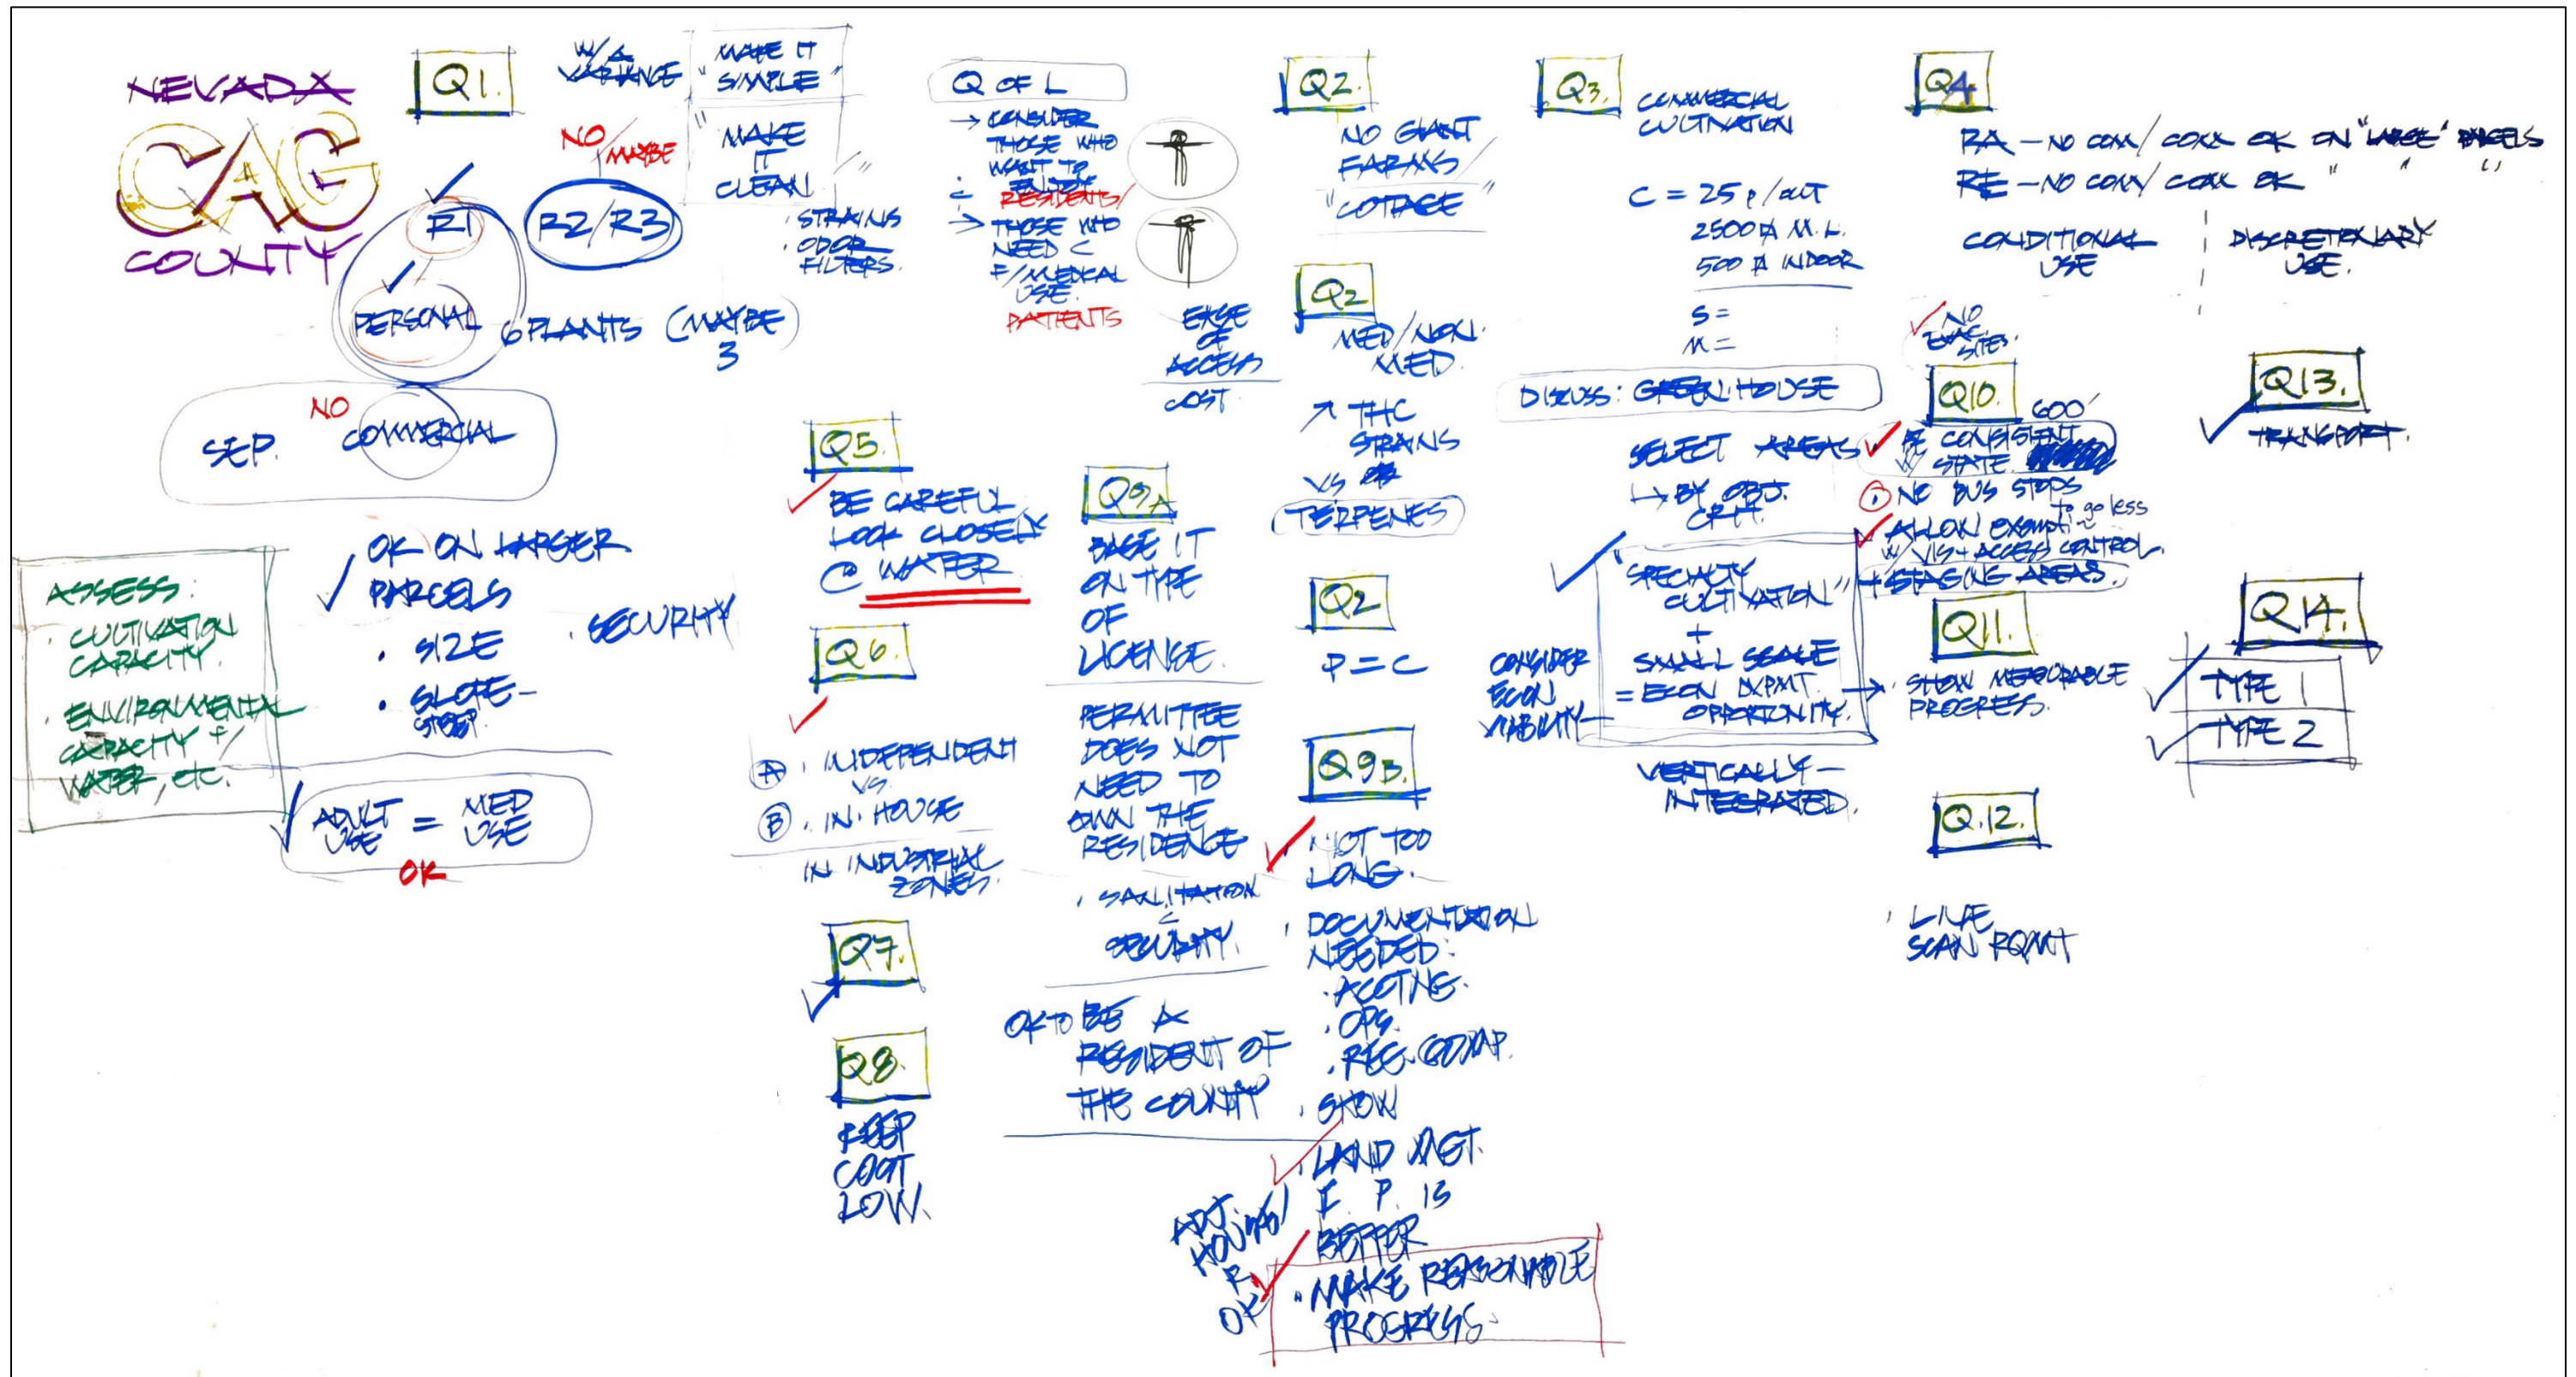 NEVADA
CAG
COUNTY
Q1.
W/A
VARIANCE
"MAKE IT
SIMPLE"
"MAKE
IT
CLEAN"
NO/MAYBE
R1
R2/R3
PERSONAL
6 PLANTS (MAYBE)
3
· STRAINS
· ODOR
FILTERS.
SEP.
NO
COMMERCIAL
OK ON LARGER
PARCELS
· SIZE
· SLOPE-
STEEP.
· SECURITY
ASSESS:
· CULTIVATION
CAPACITY.
· ENVIRONMENTAL
CAPACITY f/
WATER, etc.
ADULT USE = MED USE
OK
Q OF L
→ CONSIDER
THOSE WHO
WANT TO
ENJOY
RESIDENTS/
→ THOSE WHO
NEED C
F/MEDICAL
USE.
PATIENTS
EASE
OF
ACCESS
COST.
Q2.
NO GIANT
FARMS/
"COTTAGE"
Q2
MED/NON.
MED.
↗ THC
STRAINS
VS
TERPENES
Q2
P = C
Q3.
COMMERCIAL
CULTIVATION
C = 25 P/OUT
2500 M.L.
500 INDOOR
S =
M =
DISCUSS: GREENHOUSE
SELECT AREAS
↳ BY OBJ.
CRIT.
"SPECIALTY
CULTIVATION"
+
SMALL SCALE
= ECON DVPMT.
OPPORTUNITY.
CONSIDER
ECON
VIABILITY
VERTICALLY-
INTEGRATED.
Q4
RA - NO COM/ COMM OK ON "LARGE" PARCELS
RE - NO COM/ COMM OK " "
CONDITIONAL
USE
DISCRETIONARY
USE.
Q5.
BE CAREFUL
LOOK CLOSELY
@ WATER
Q6.
A · INDEPENDENT
VS.
B · IN-HOUSE
IN INDUSTRIAL
ZONES.
Q7.
Q8.
KEEP
COST
LOW.
Q9A
BASE IT
ON TYPE
OF
LICENSE.
PERMITTEE
DOES NOT
NEED TO
OWN THE
RESIDENCE
· SANITATION
SECURITY.
OK TO BE A
RESIDENT OF
THE COUNTY
Q9B.
· NOT TOO
LONG.
· DOCUMENTATION
NEEDED:
· ACCTNG.
· OPS.
· REC. COMP.
· SHOW
· LAND MGT.
P. IS
BETTER
· MAKE REASONABLE
PROGRESS.
ADJ.
OK
NO
EVAC.
SITES.
Q10.
600'
BE CONSISTENT
W/ STATE
NO BUS STOPS
ALLOW exempt~ to go less
W/ VIS + ACCESS CONTROL.
+ STAGING AREAS.
Q11.
· SHOW MEASURABLE
PROGRESS.
Q.12.
· LIVE
SCAN RQMT
Q13.
TRANSPORT.
Q14.
TYPE 1
TYPE 2